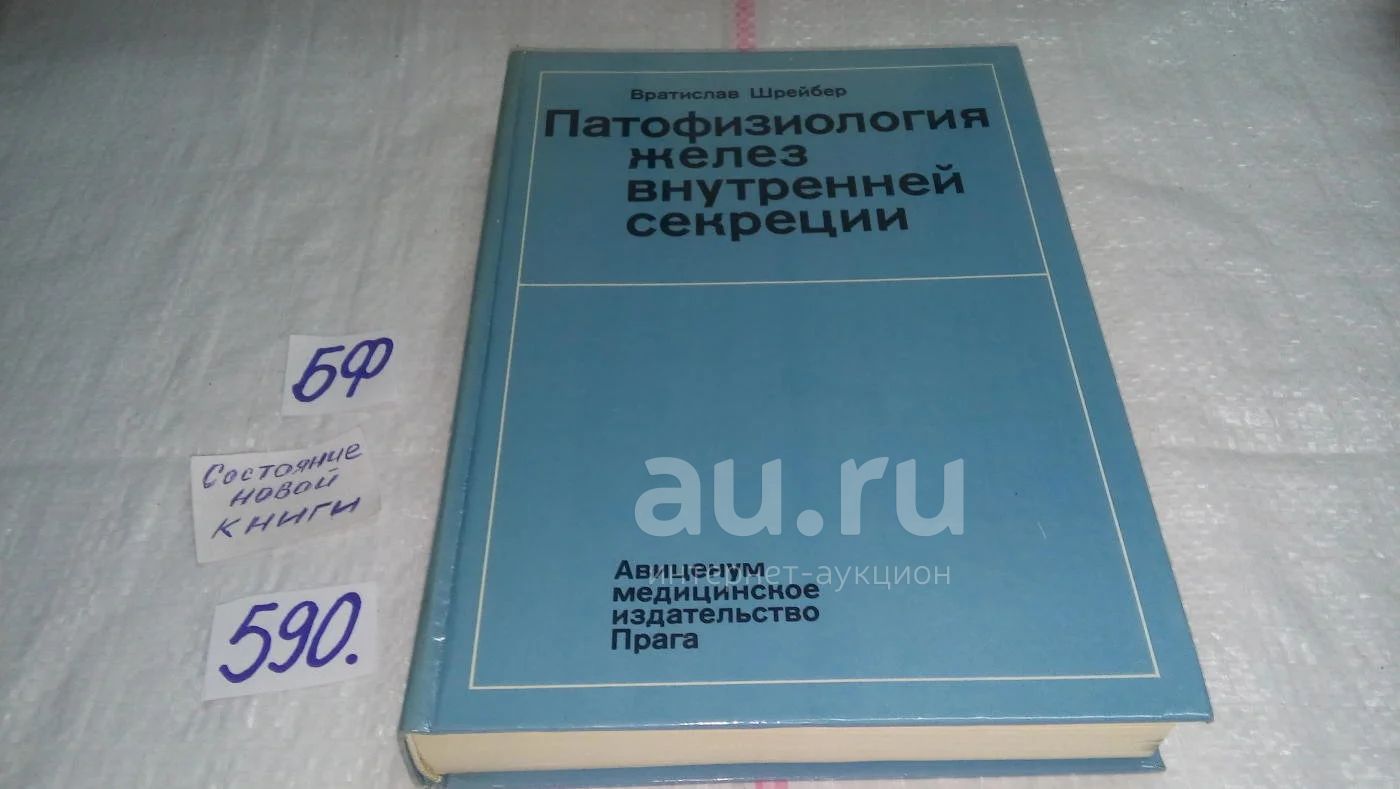 Вратислав Шрейбер
Патофизиология
желез
внутренней
секреции
БФ
Состояние
новой
книги
590.
au.ru
интернет-аукцион
Авиценум
медицинское
издательство
Прага